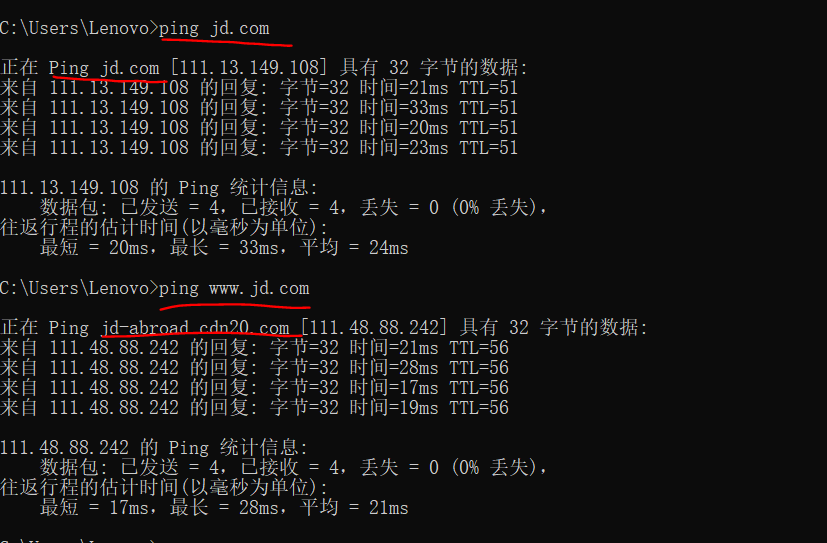 C:\Users\Lenovo>ping jd.com
正在 Ping jd.com [111.13.149.108] 具有 32 字节的数据:
来自 111.13.149.108 的回复: 字节=32 时间=21ms TTL=51
来自 111.13.149.108 的回复: 字节=32 时间=33ms TTL=51
来自 111.13.149.108 的回复: 字节=32 时间=20ms TTL=51
来自 111.13.149.108 的回复: 字节=32 时间=23ms TTL=51
111.13.149.108 的 Ping 统计信息:
数据包: 已发送 = 4，已接收 = 4，丢失 = 0 (0% 丢失)，
往返行程的估计时间(以毫秒为单位):
最短 = 20ms，最长 = 33ms，平均 = 24ms
C:\Users\Lenovo>ping www.jd.com
正在 Ping jd-abroad.cdn20.com [111.48.88.242] 具有 32 字节的数据:
来自 111.48.88.242 的回复: 字节=32 时间=21ms TTL=56
来自 111.48.88.242 的回复: 字节=32 时间=28ms TTL=56
来自 111.48.88.242 的回复: 字节=32 时间=17ms TTL=56
来自 111.48.88.242 的回复: 字节=32 时间=19ms TTL=56
111.48.88.242 的 Ping 统计信息:
数据包: 已发送 = 4，已接收 = 4，丢失 = 0 (0% 丢失)，
往返行程的估计时间(以毫秒为单位):
最短 = 17ms，最长 = 28ms，平均 = 21ms